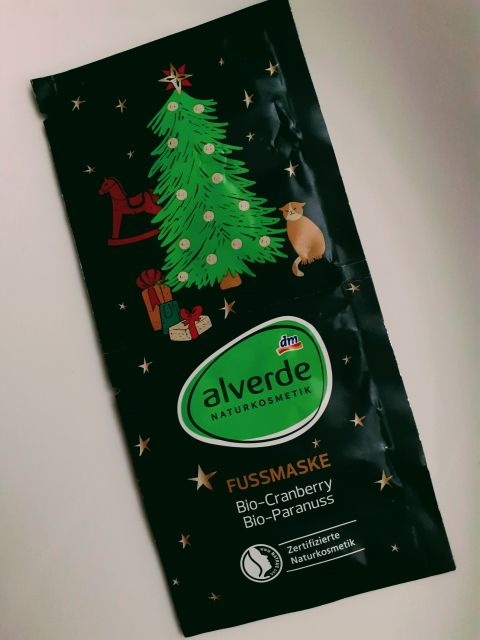 dm
alverde
NATURKOSMETIK
FUSSMASKE
Bio-Cranberry
Bio-Paranuss
Zertifizierte
Naturkosmetik